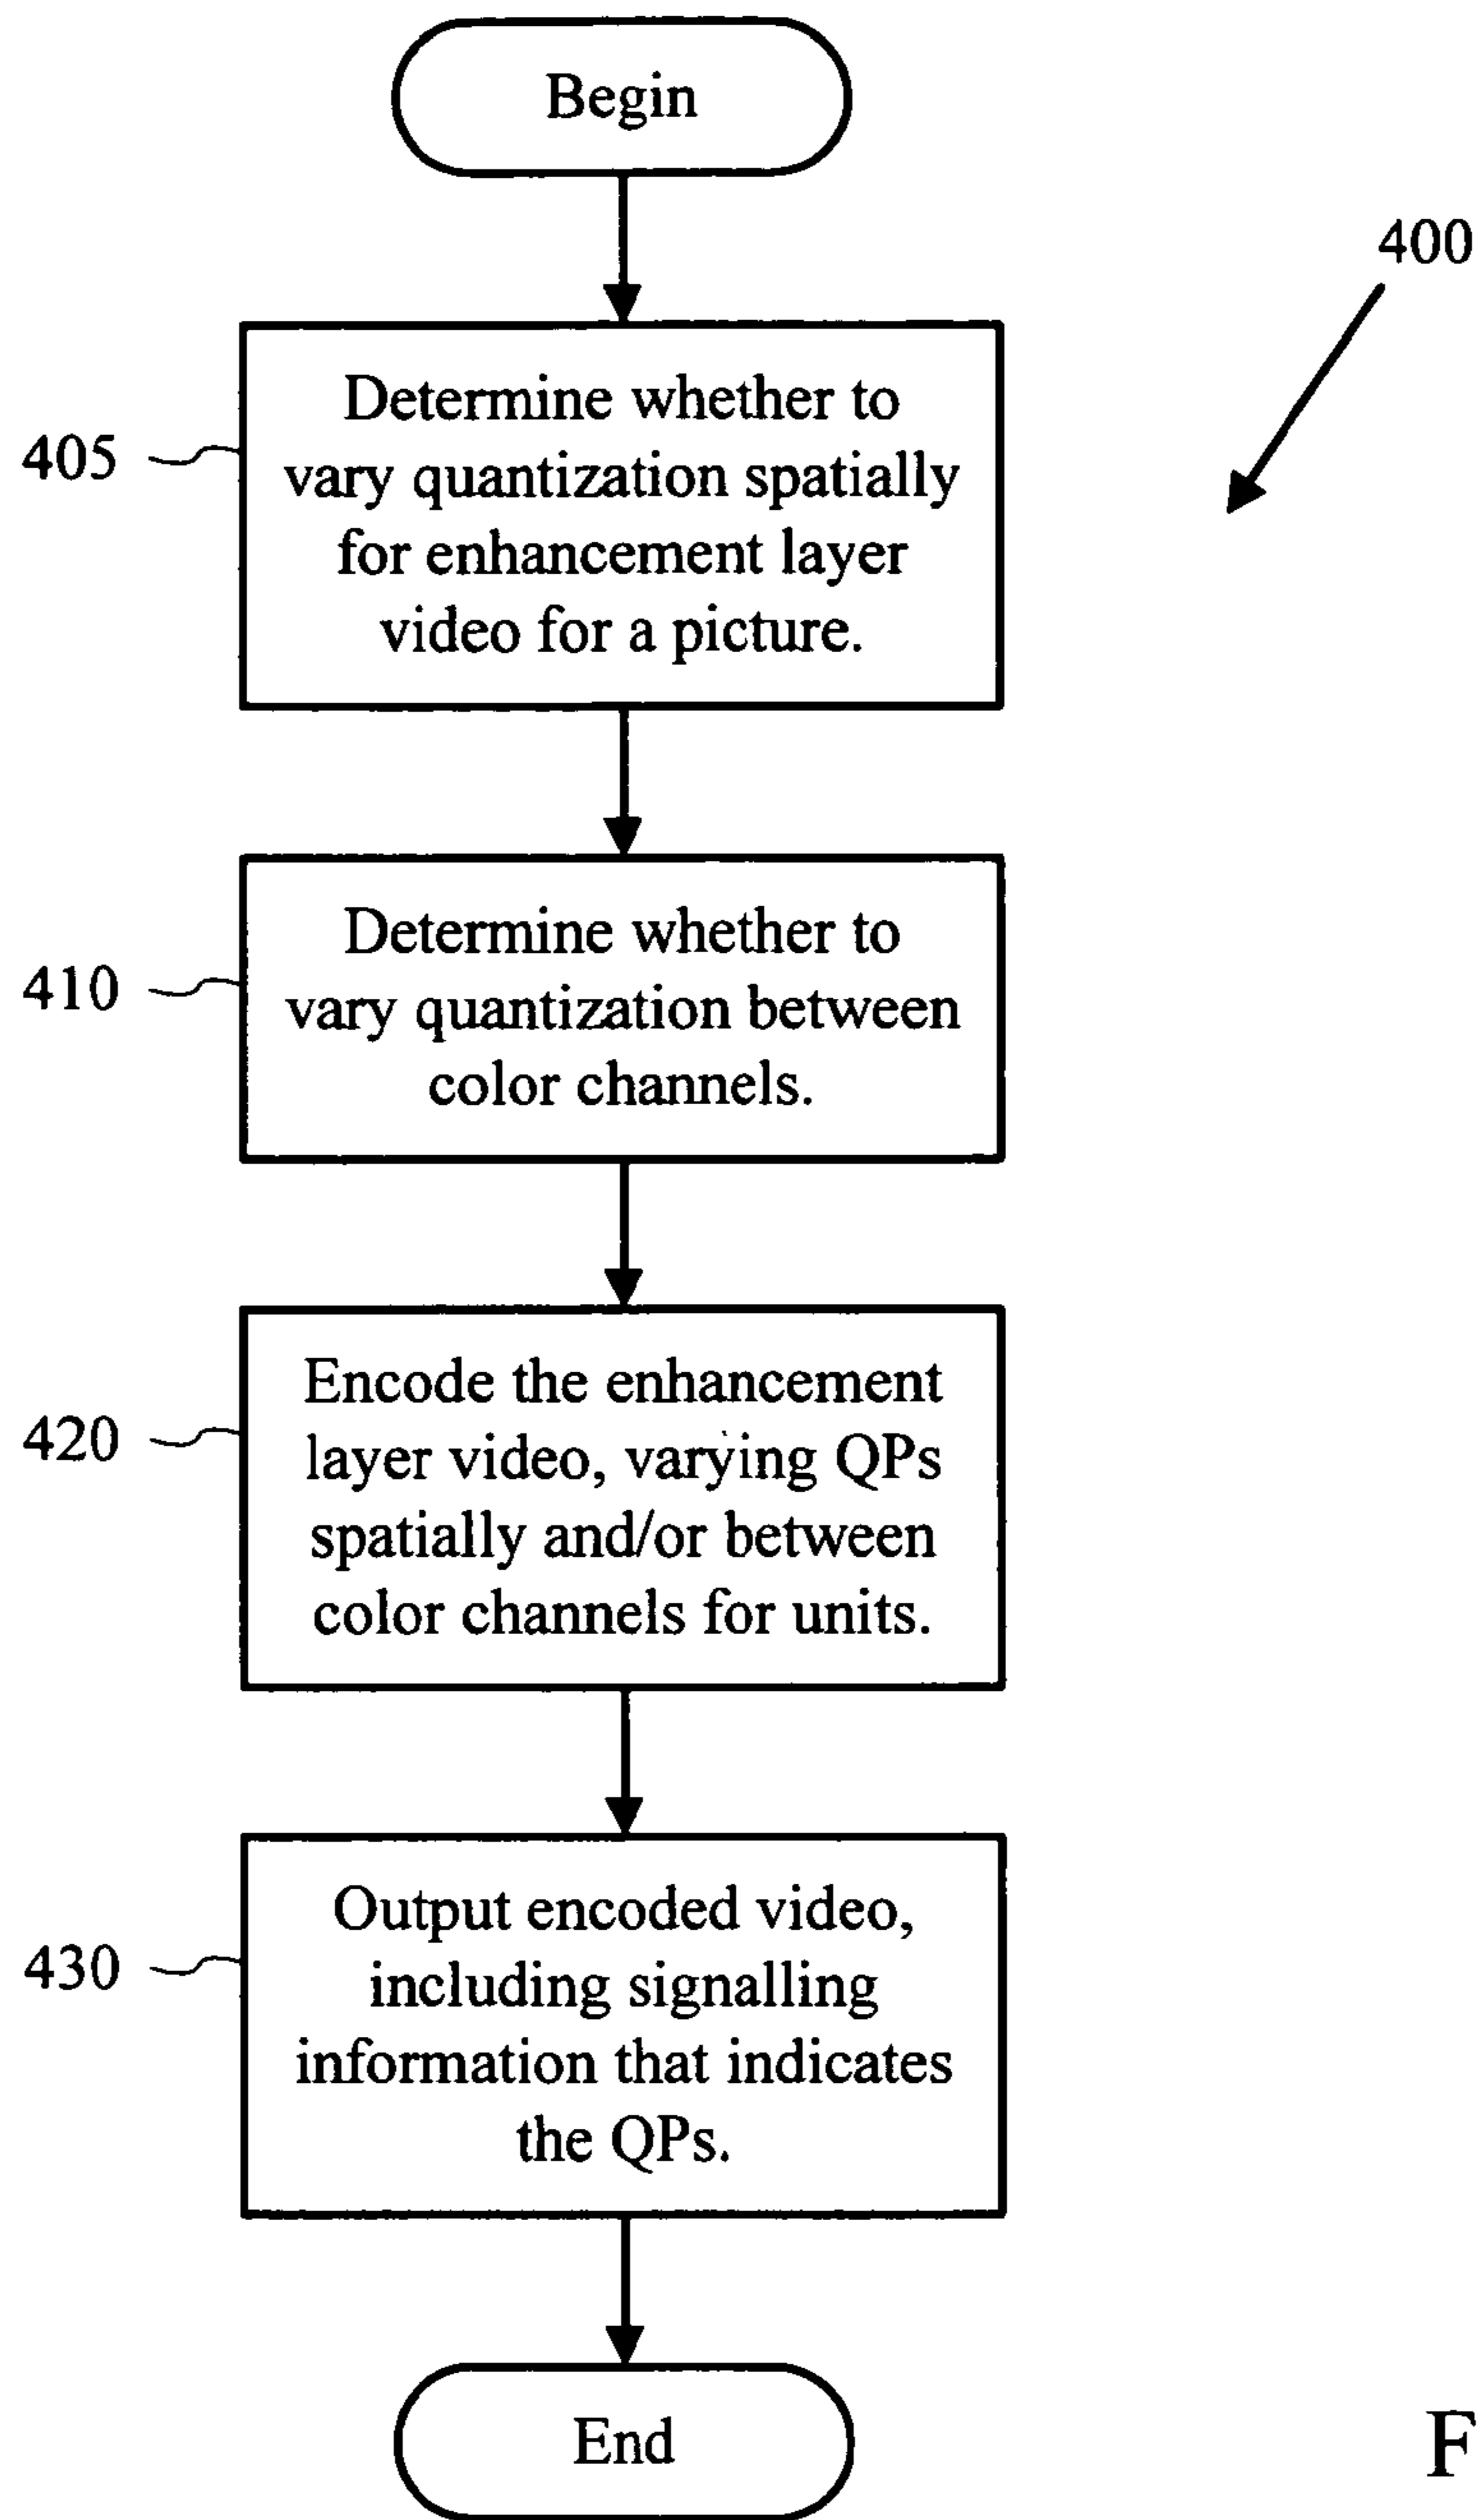 Begin
400
Determine whether to
vary quantization spatially
for enhancement layer
video for a picture.
405
Determine whether to
vary quantization between
color channels.
410
Encode the enhancement
layer video, varying QPs
spatially and/or between
color channels for units.
420
Output encoded video,
including signalling
information that indicates
the QPs.
430
End
F